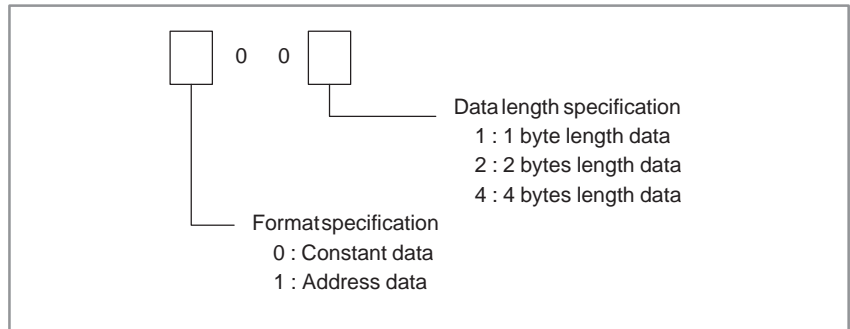 0 0
Data length specification
1 : 1 byte length data
2 : 2 bytes length data
4 : 4 bytes length data
Format specification
0 : Constant data
1 : Address data